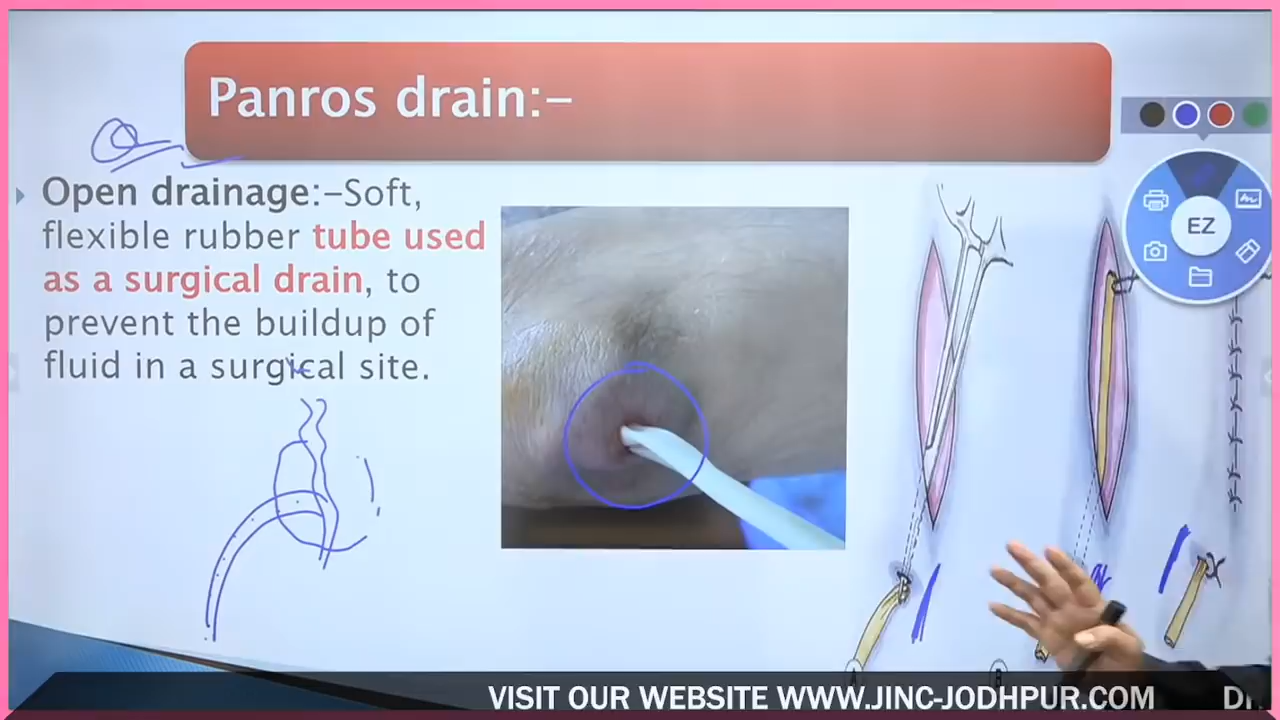 Panros drain:-
Open drainage:-Soft,
flexible rubber tube used
as a surgical drain, to
prevent the buildup of
fluid in a surgical site.
EZ
A
B
VISIT OUR WEBSITE WWW.JINC-JODHPUR.COM